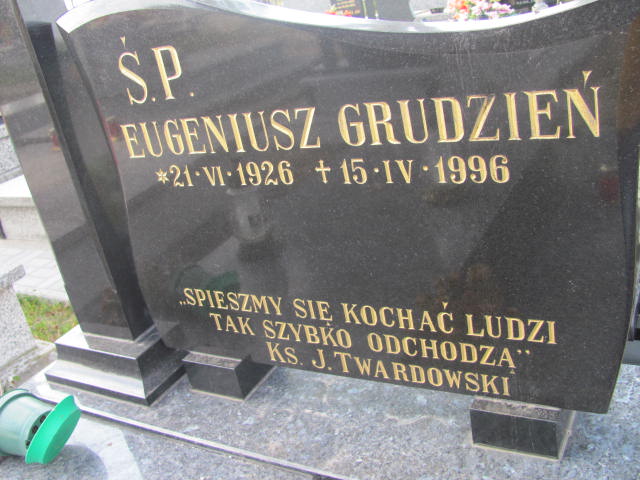 Ś.P.
EUGENIUSZ GRUDZIEŃ
*21·VI·1926 +15·IV·1996
„SPIESZMY SIĘ KOCHAĆ LUDZI
TAK SZYBKO ODCHODZĄ"
Ks. J. TWARDOWSKI